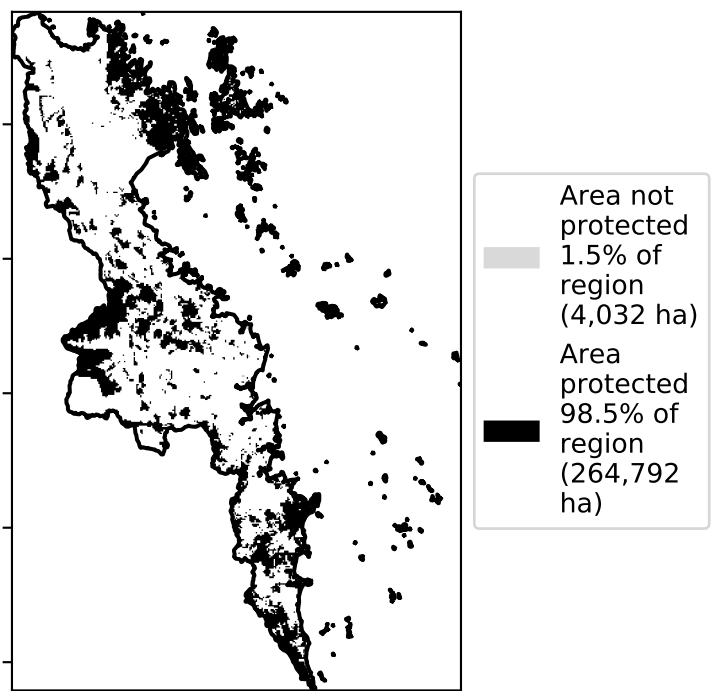 Area not
protected
1.5% of
region
(4,032 ha)
Area
protected
98.5% of
region
(264,792
ha)